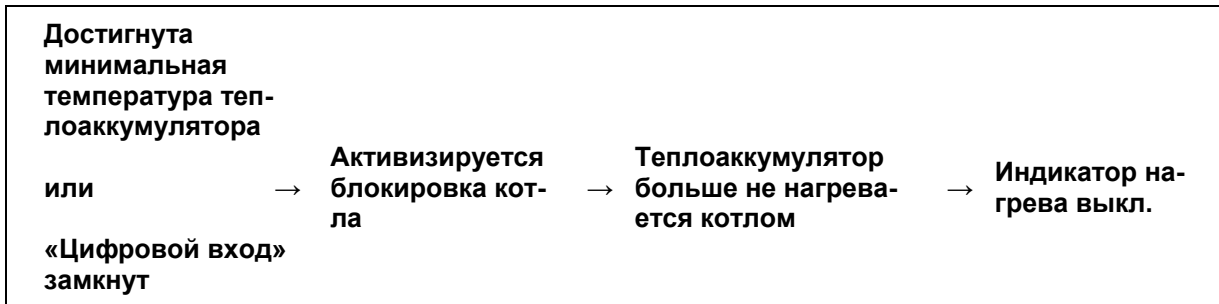 Достигнута
минимальная
температура теп-
лоаккумулятора
или
«Цифровой вход»
замкнут
→
Активизируется
блокировка кот-
ла
→
Теплоаккумулятор
больше не нагрева-
ется котлом
→
Индикатор на-
грева выкл.